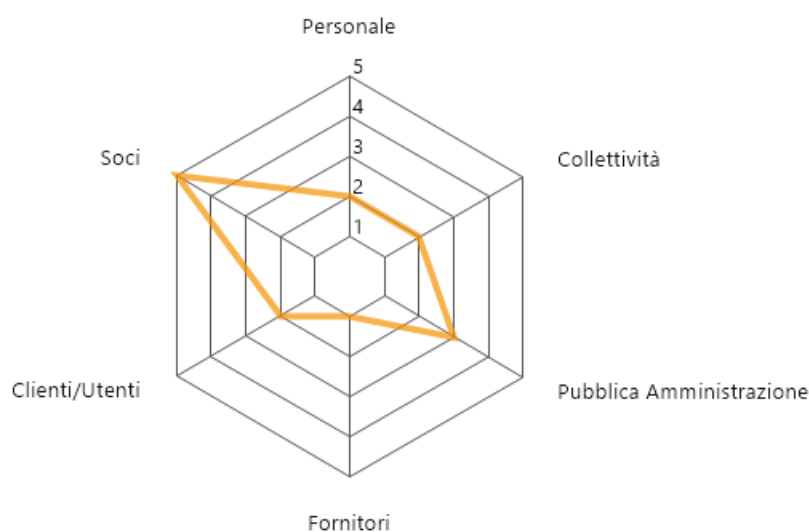 Personale
5
4
3
2
1
Soci
Collettività
Clienti/Utenti
Pubblica Amministrazione
Fornitori